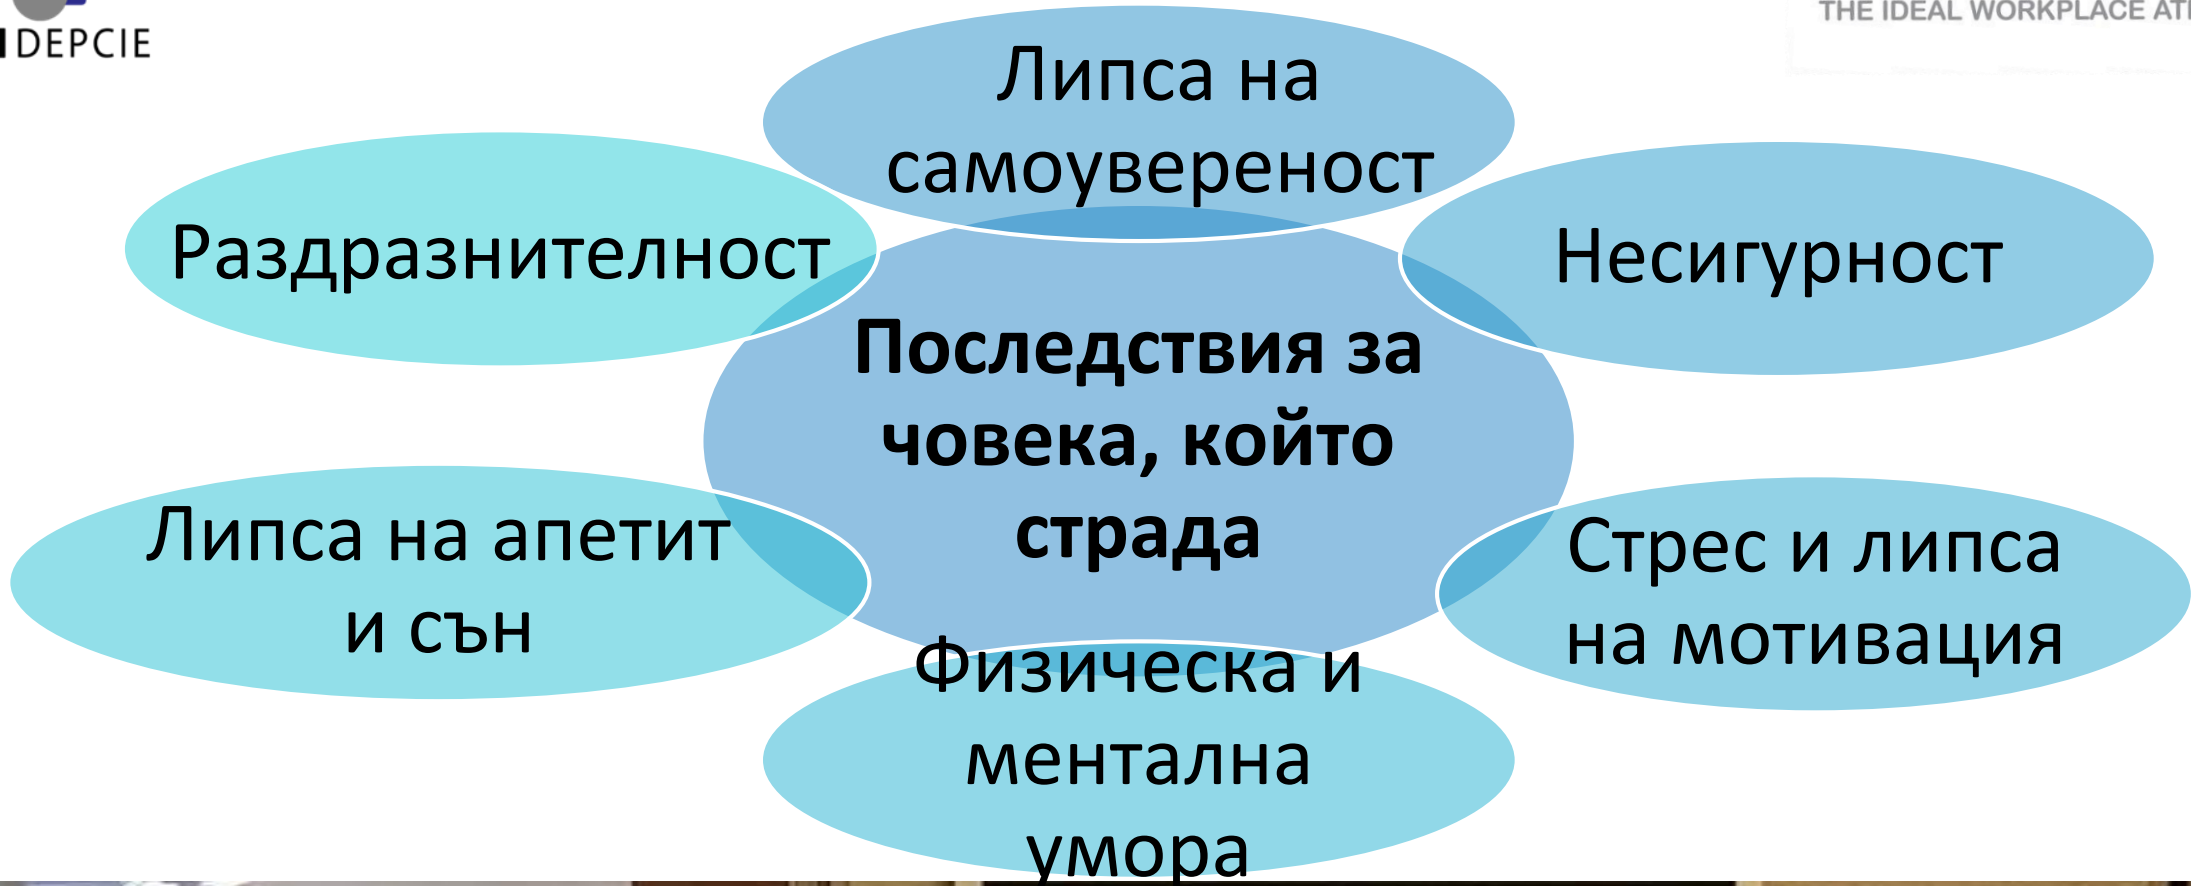 DEPCIE
THE IDEAL WORKPLACE
Липса на
самоувереност
Раздразнителност
Несигурност
Последствия за
човека, който
страда
Липса на апетит
и сън
Стрес и липса
на мотивация
Физическа и
ментална
умора